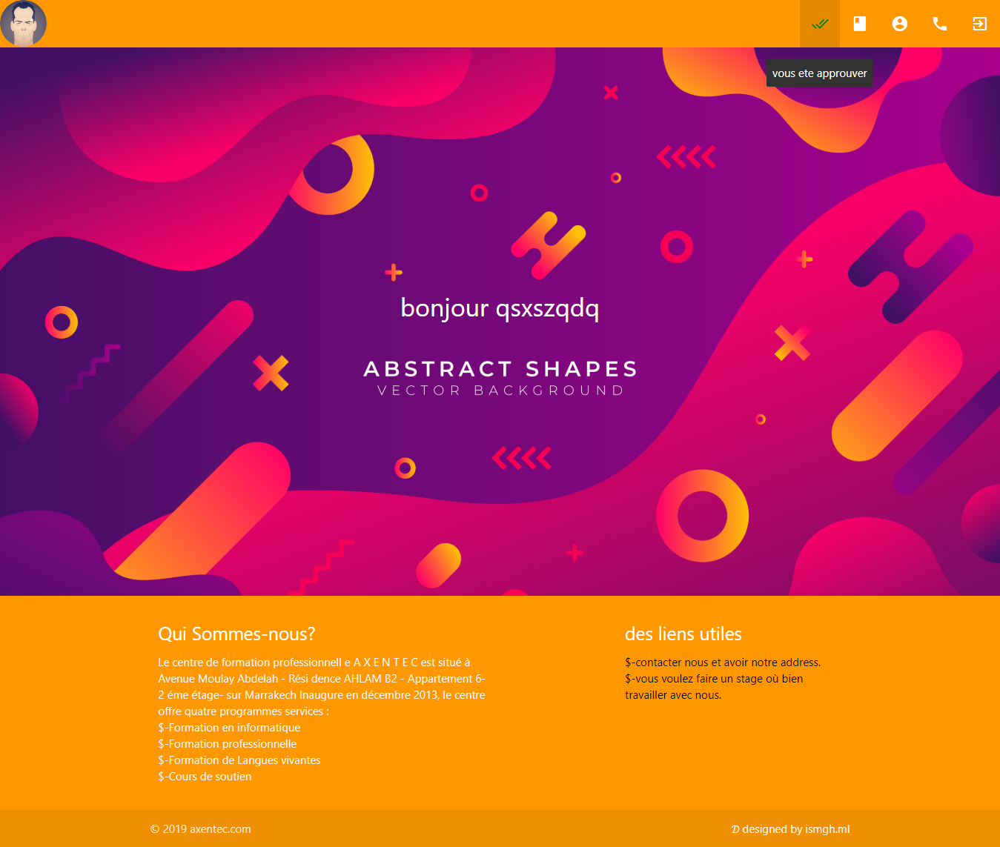 vous ete approuver
bonjour qsxszqdq
ABSTRACT SHAPES
VECTOR BACKGROUND
Qui Sommes-nous?
Le centre de formation professionnell e A X E N T E C est situé à
Avenue Moulay Abdelah - Rési dence AHLAM B2 - Appartement 6-
2 éme étage- sur Marrakech Inaugure en décembre 2013, le centre
offre quatre programmes services :
$-Formation en informatique
$-Formation professionnelle
$-Formation de Langues vivantes
$-Cours de soutien
des liens utiles
$-contacter nous et avoir notre address.
$-vous voulez faire un stage où bien
travailler avec nous.
© 2019 axentec.com
𝒟 designed by ismgh.ml